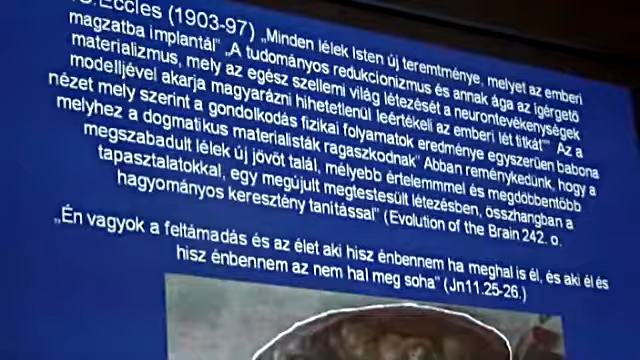 Eccles (1903-97) „Minden lélek Isten új teremtménye, melyet az emberi
magzatba implantál" „A tudományos redukcionizmus és annak ága az igérgető
materializmus, mely az egész szellemi világ létezését a neurontevékenységek
modelljével akarja magyarázni hihetetlenül leértékeli az emberi lét titkát'" Az a
nézet mely szerint a gondolkodás fizikai folyamatok eredménye egyszerűen babona
melyhez a dogmatikus materialisták ragaszkodnak" Abban reménykedünk, hogy a
megszabadult lélek új jövőt talál, mélyebb értelemmmel és megdöbbentőbb
tapasztalatokkal, egy megújult megtestesült létezésben, összhangban a
hagyományos keresztény tanítással" (Evolution of the Brain 242. o.
„Én vagyok a feltámadás és az élet aki hisz énbennem ha meghal is él, és aki él és
hisz énbennem az nem hal meg soha" (Jn11.25-26.)